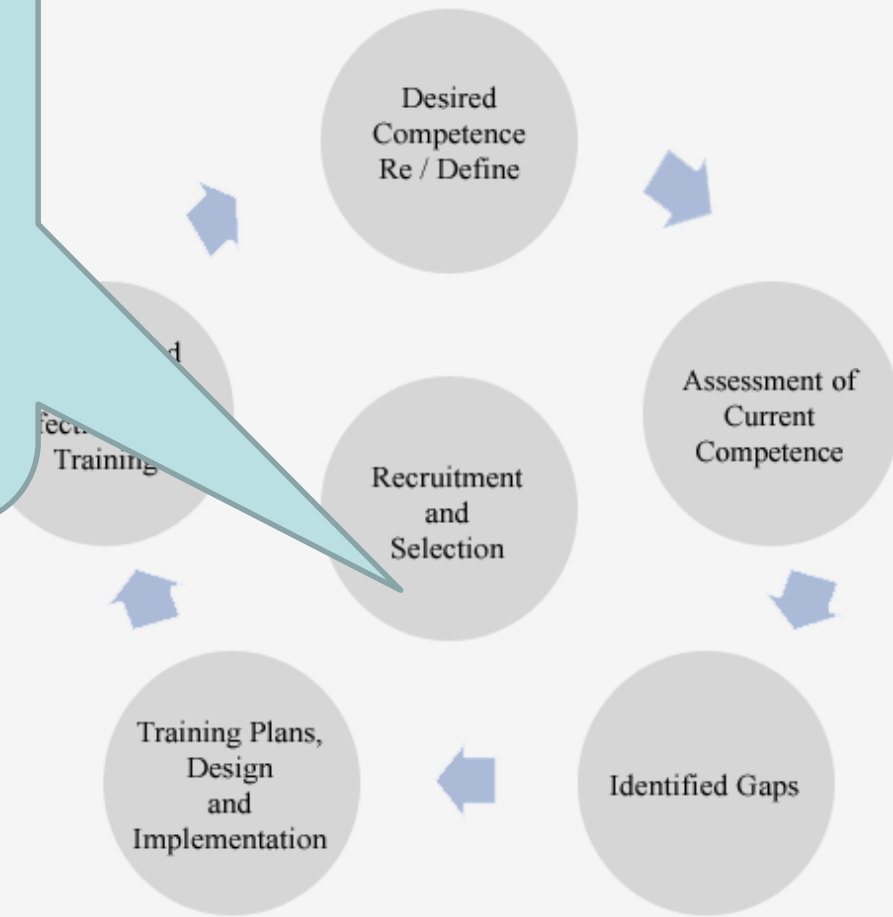 Desired
Competence
Re / Define
Assessment of
Current
Competence
Identified Gaps
Training Plans,
Design
and
Implementation
Training
Recruitment
and
Selection